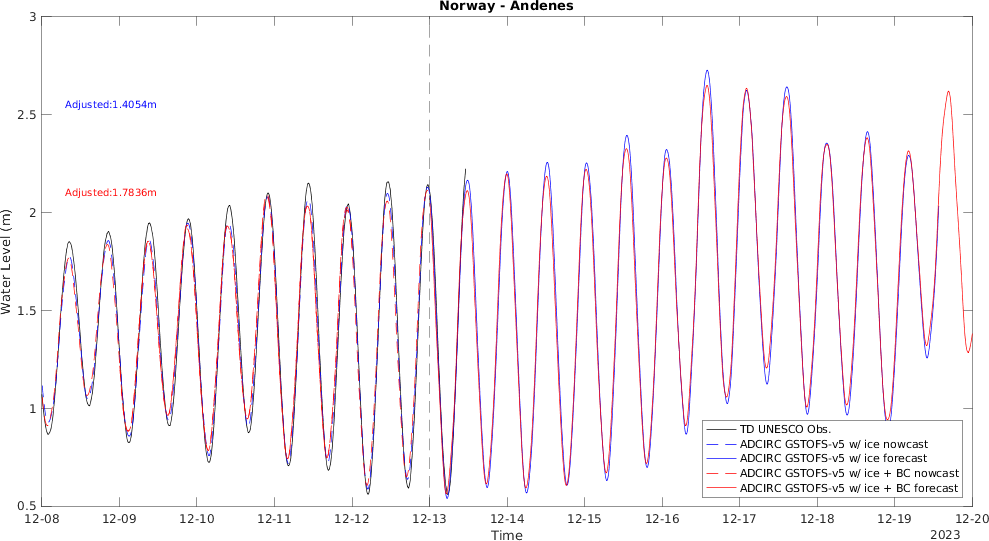 Norway - Andenes
3
2.5
2
1.5
1
0.5
Water Level (m)
Adjusted:1.4054m
Adjusted:1.7836m
TD UNESCO Obs.
ADCIRC GSTOFS-v5 w/ ice nowcast
ADCIRC GSTOFS-v5 w/ ice forecast
ADCIRC GSTOFS-v5 w/ ice + BC nowcast
ADCIRC GSTOFS-v5 w/ ice + BC forecast
12-08 12-09 12-10 12-11 12-12 12-13 12-14 12-15 12-16 12-17 12-18 12-19 12-20
Time
2023